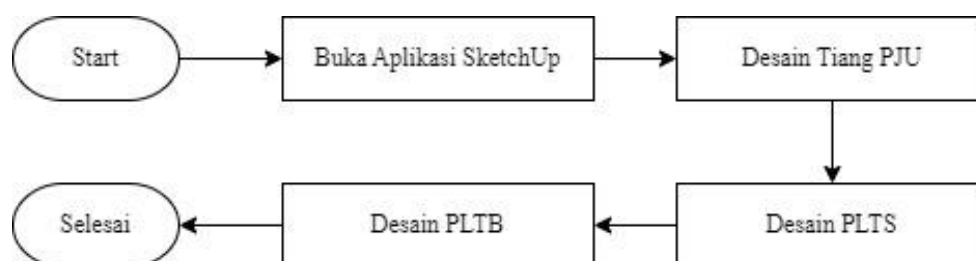 Start
Buka Aplikasi SketchUp
Desain Tiang PJU
Desain PLTS
Desain PLTB
Selesai